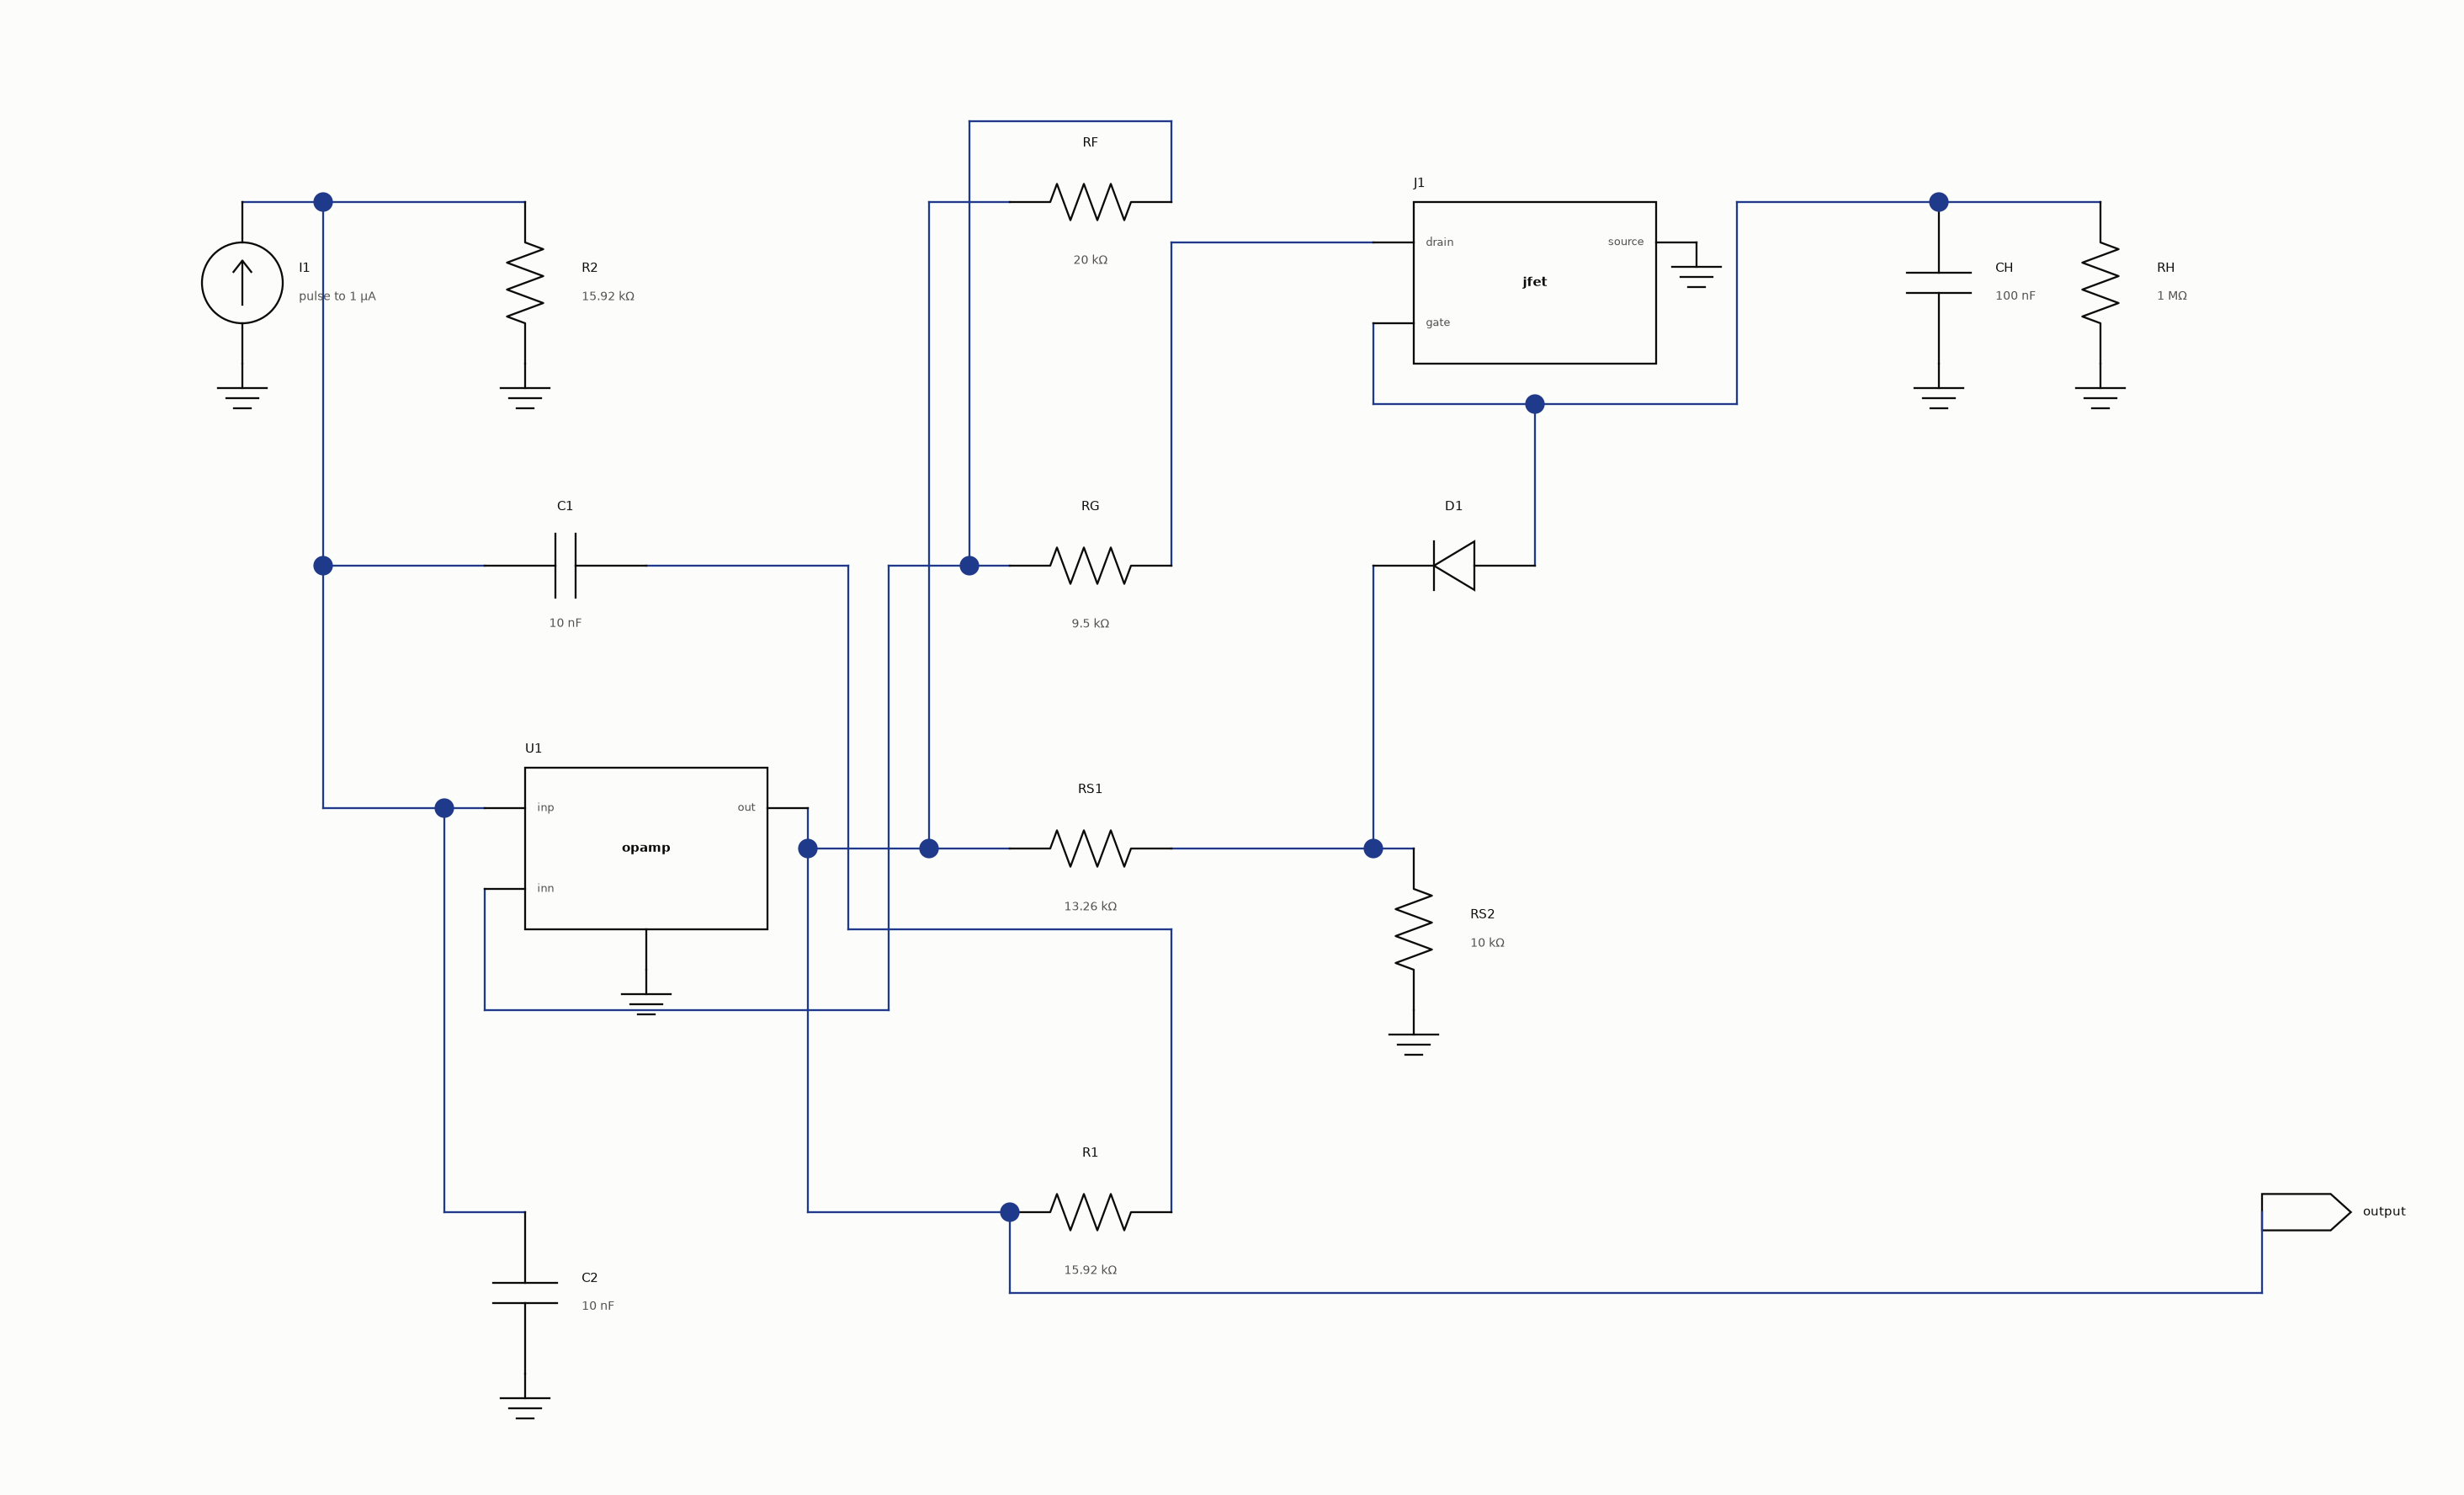 RF
20 kΩ
J1
drain
source
jfet
gate
I1
pulse to 1 µA
R2
15.92 kΩ
CH
100 nF
RH
1 MΩ
C1
10 nF
RG
9.5 kΩ
D1
U1
inp
out
opamp
inn
RS1
13.26 kΩ
RS2
10 kΩ
R1
15.92 kΩ
output
C2
10 nF